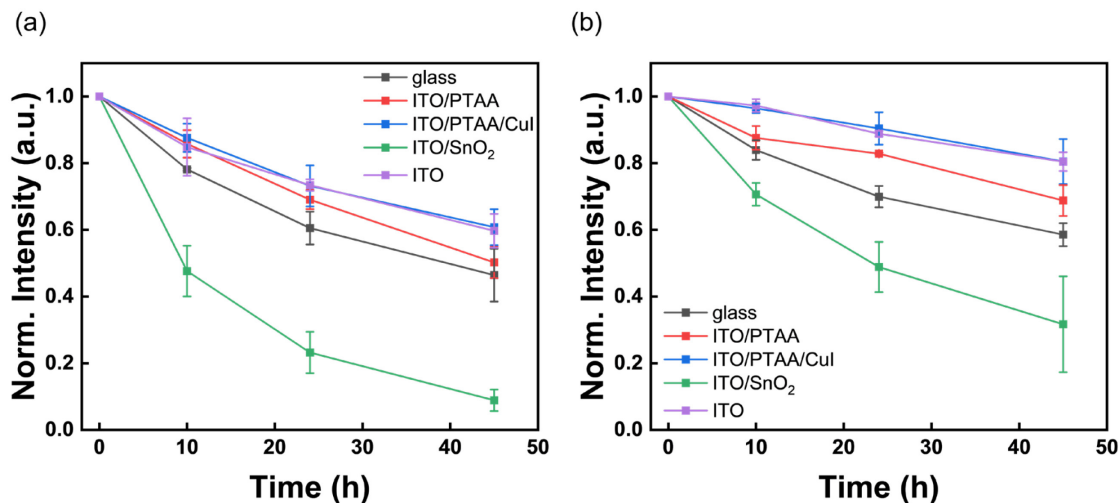 (a)
Norm. Intensity (a.u.)
1.0
0.8
0.6
0.4
0.2
0.0
glass
ITO/PTAA
ITO/PTAA/CuI
ITO/SnO₂
ITO
0 10 20 30 40 50
Time (h)
(b)
Norm. Intensity (a.u.)
1.0
0.8
0.6
0.4
0.2
0.0
glass
ITO/PTAA
ITO/PTAA/CuI
ITO/SnO₂
ITO
0 10 20 30 40 50
Time (h)